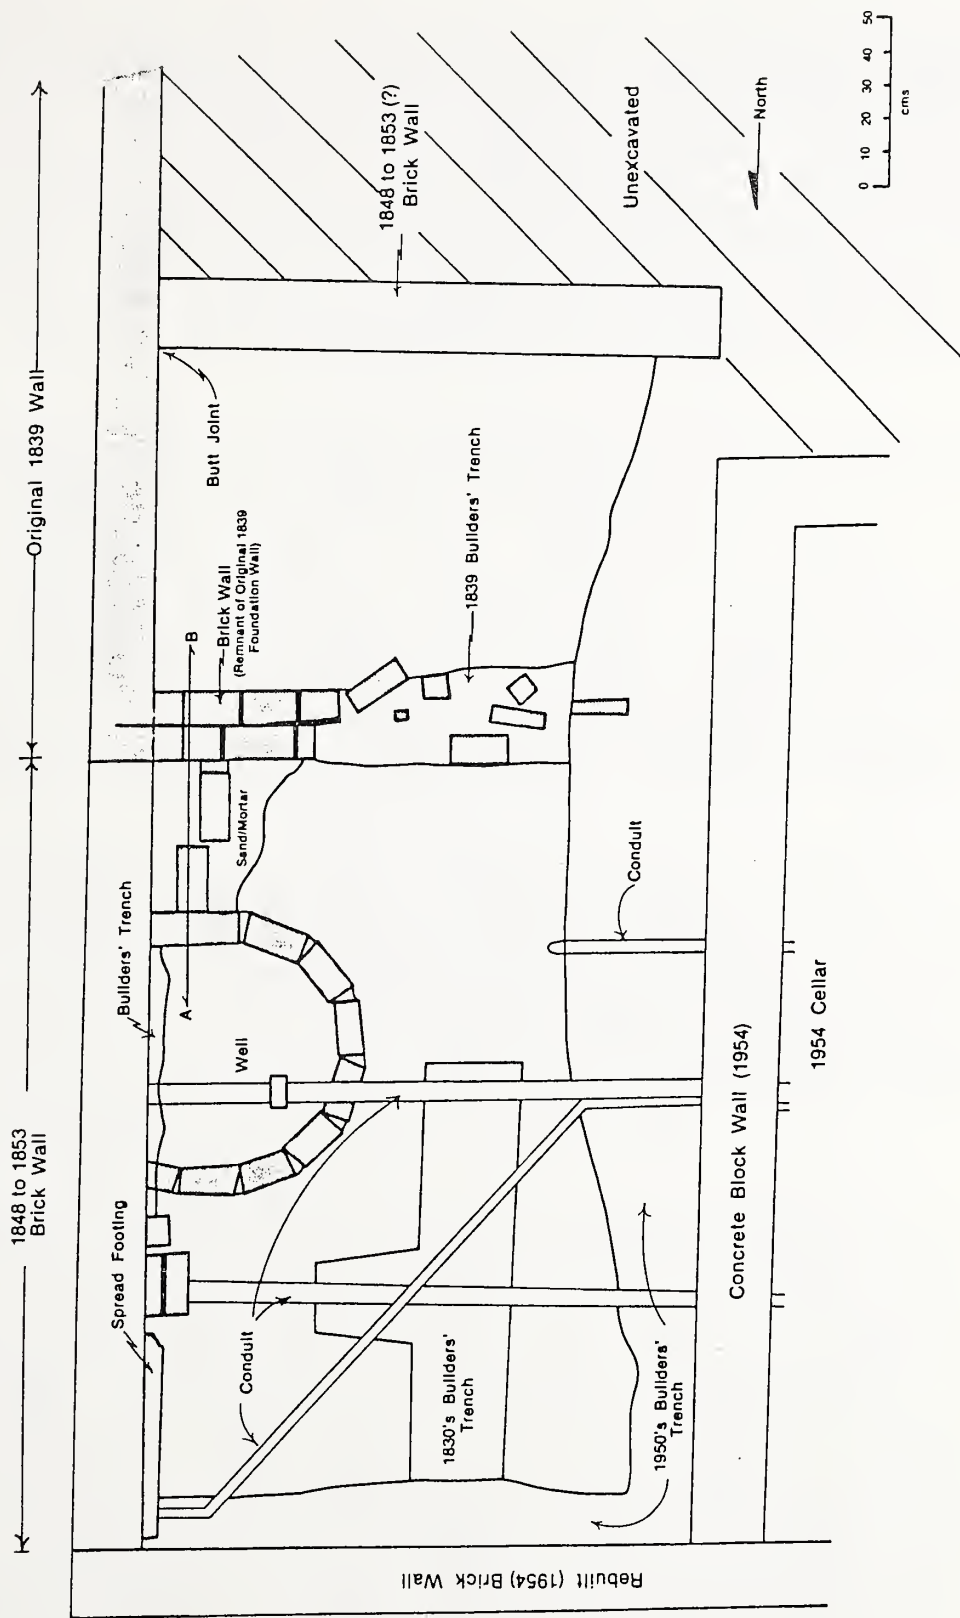 1848 to 1853
Brick Wall
Original 1839 Wall
Spread Footing
Builders' Trench
Butt Joint
1848 to 1853 (?)
Brick Wall
A
B
Brick Wall
(Remnant of Original 1839
Foundation Wall)
Sand/Mortar
Well
Conduit
1839 Builders' Trench
Unexcavated
North
1830's Builders'
Trench
Conduit
1950's Builders'
Trench
Concrete Block Wall (1954)
1954 Cellar
Rebuilt (1954) Brick Wall
0 10 20 30 40 50
cms